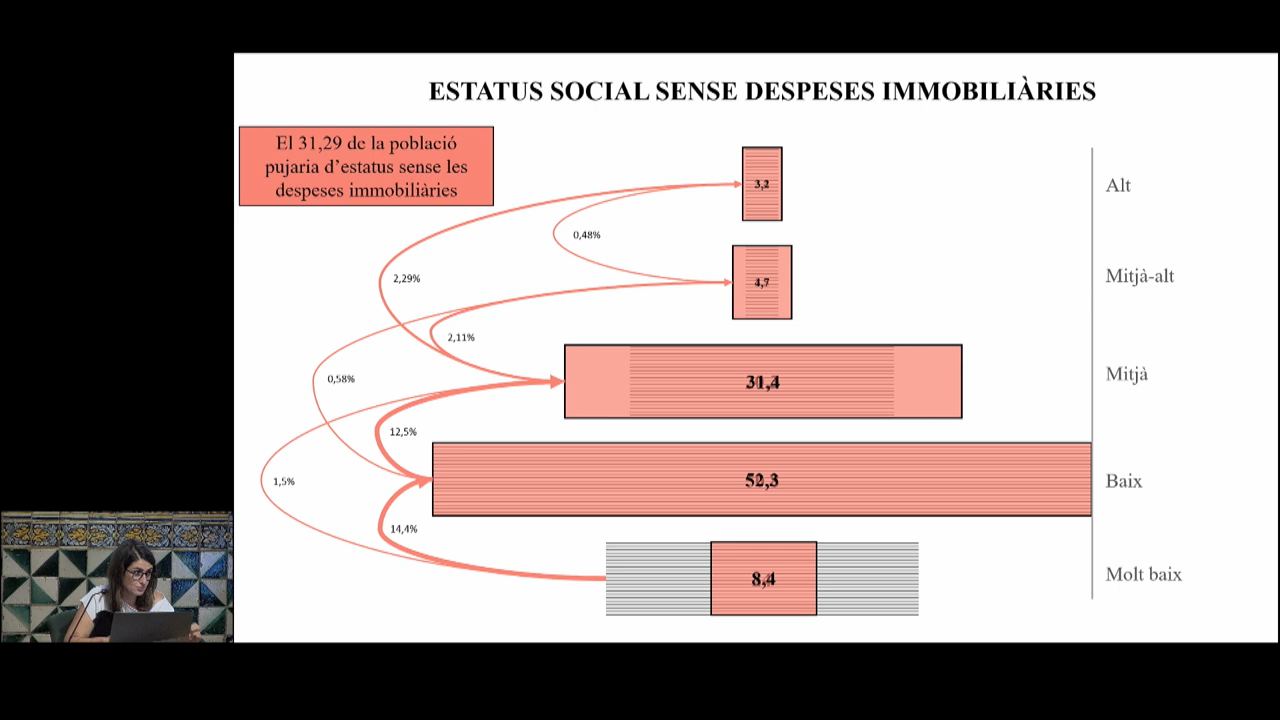 ESTATUS SOCIAL SENSE DESPESES IMMOBILIÀRIES
El 31,29 de la població
pujaria d'estatus sense les
despeses immobiliàries
3,2
Alt
0,48%
2,29%
4,7
Mitjà-alt
2,11%
0,58%
31,4
Mitjà
12,5%
1,5%
52,3
Baix
14,4%
8,4
Molt baix